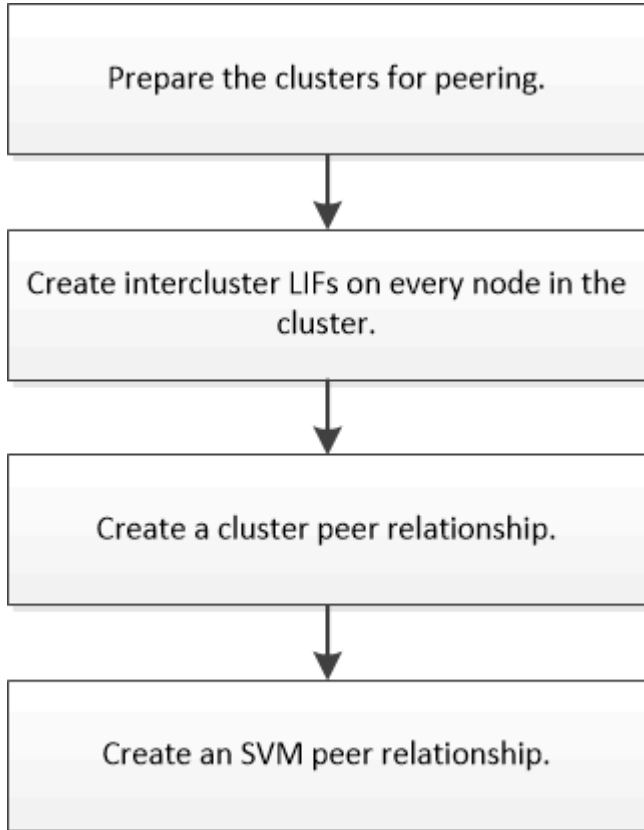 Prepare the clusters for peering.
Create intercluster LIFs on every node in the
cluster.
Create a cluster peer relationship.
Create an SVM peer relationship.